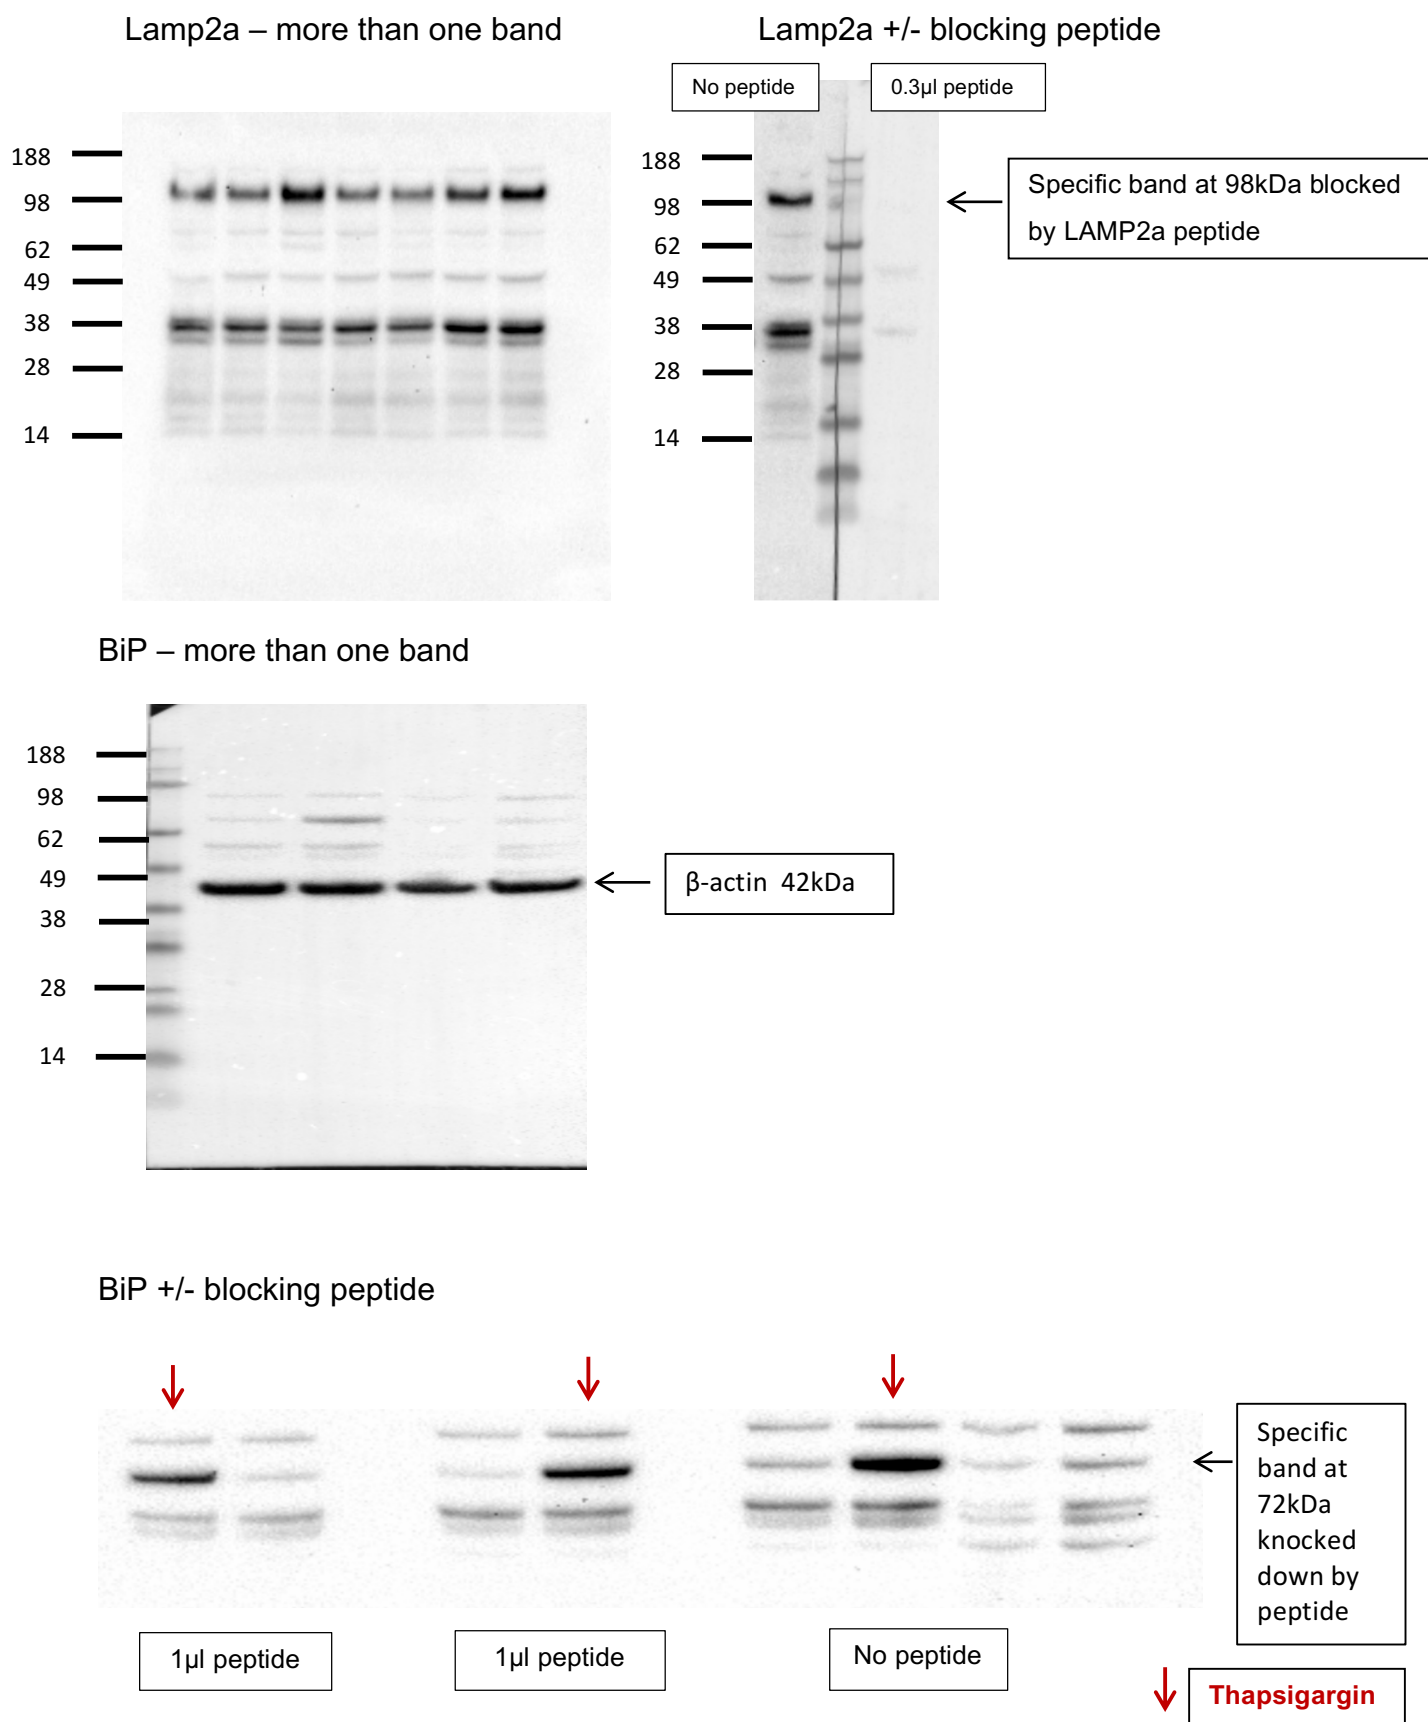 Lamp2a – more than one band
Lamp2a +/- blocking peptide
No peptide
0.3µl peptide
188
98
62
49
38
28
14
188
98
62
49
38
28
14
Specific band at 98kDa blocked
by LAMP2a peptide
BiP – more than one band
188
98
62
49
38
28
14
β-actin 42kDa
BiP +/- blocking peptide
Specific
band at
72kDa
knocked
down by
peptide
1µl peptide
1µl peptide
No peptide
Thapsigargin